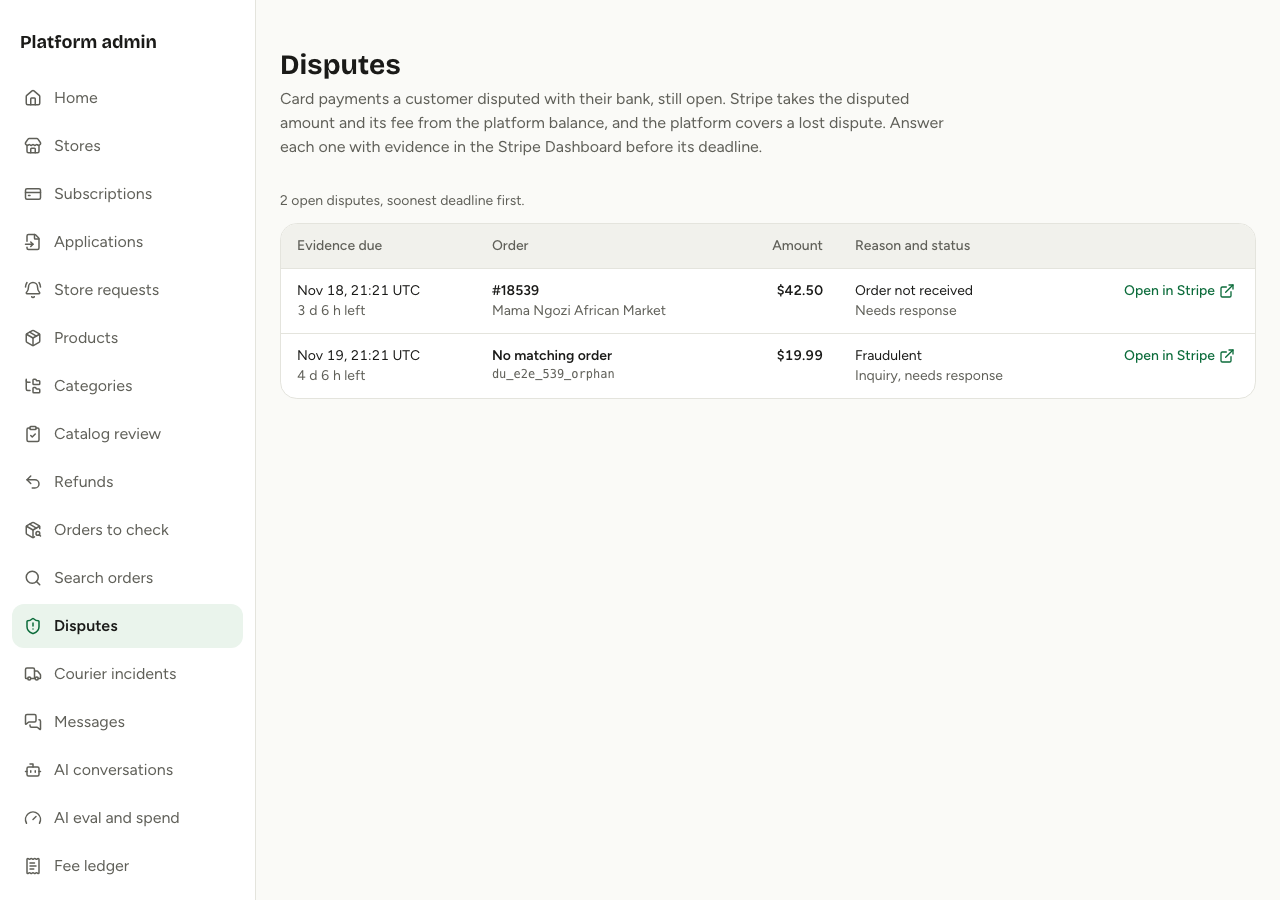 Platform admin
Home
Stores
Subscriptions
Applications
Store requests
Products
Categories
Catalog review
Refunds
Orders to check
Search orders
Disputes
Courier incidents
Messages
AI conversations
AI eval and spend
Fee ledger
Disputes
Card payments a customer disputed with their bank, still open. Stripe takes the disputed
amount and its fee from the platform balance, and the platform covers a lost dispute. Answer
each one with evidence in the Stripe Dashboard before its deadline.
2 open disputes, soonest deadline first.
Evidence due Order Amount Reason and status
Nov 18, 21:21 UTC #18539 $42.50 Order not received Open in Stripe
3 d 6 h left Mama Ngozi African Market Needs response
Nov 19, 21:21 UTC No matching order $19.99 Fraudulent Open in Stripe
4 d 6 h left du_e2e_539_orphan Inquiry, needs response